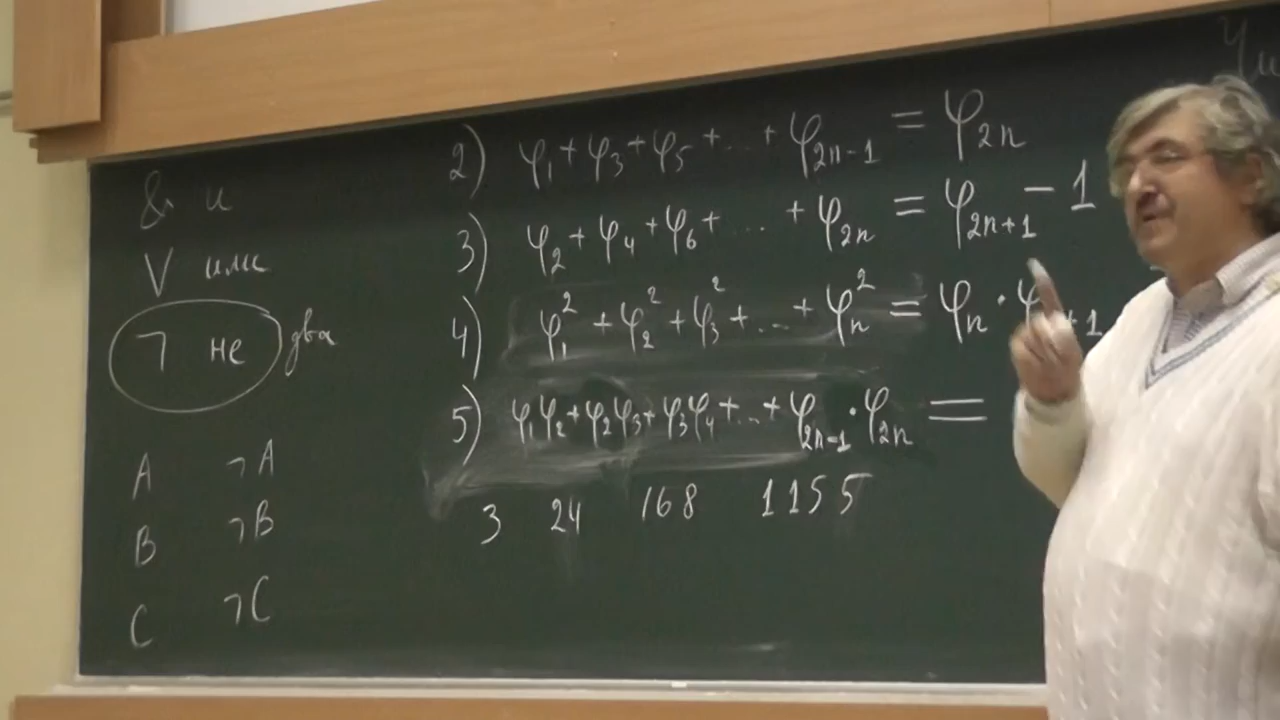 & и
V или
¬ не два
A ¬A
B ¬B
C ¬C
2) φ₁ + φ₃ + φ₅ + ... + φ₂ₙ₋₁ = φ₂ₙ
3) φ₂ + φ₄ + φ₆ + ... + φ₂ₙ = φ₂ₙ₊₁ − 1
4) φ₁² + φ₂² + φ₃² + ... + φₙ² = φₙ · φ₊₁
5) φ₁φ₂ + φ₂φ₃ + φ₃φ₄ + ... + φ₂ₙ₋₁ · φ₂ₙ =
3 24 168 1155